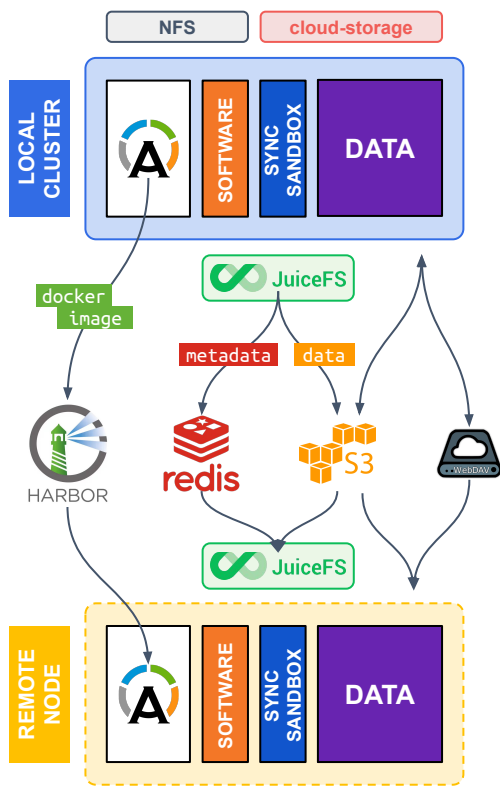 NFS
cloud-storage
LOCAL
CLUSTER
A
SOFTWARE
SYNC
SANDBOX
DATA
JuiceFS
docker
image
metadata
data
HARBOR
redis
S3
WebDAV
JuiceFS
REMOTE
NODE
A
SOFTWARE
SYNC
SANDBOX
DATA